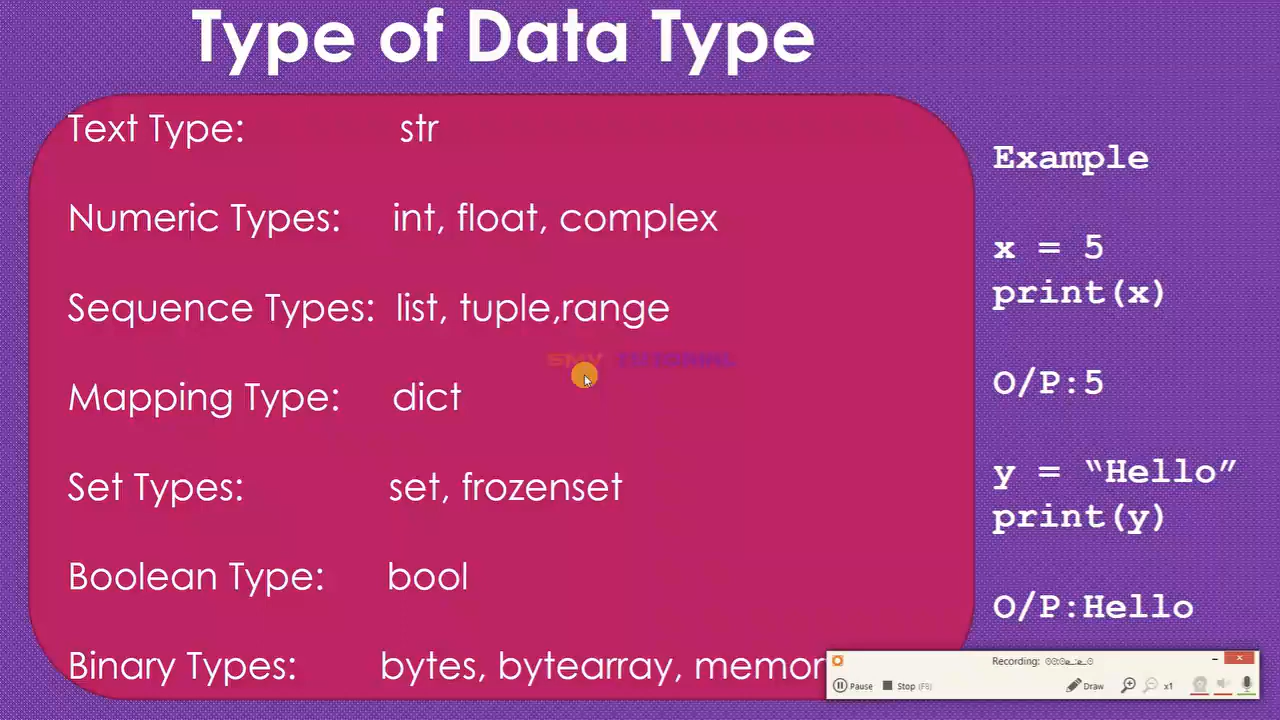 Type of Data Type
Text Type: str
Numeric Types: int, float, complex
Sequence Types: list, tuple,range
Mapping Type: dict
Set Types: set, frozenset
Boolean Type: bool
Binary Types: bytes, bytearray, memor
Example
x = 5
print(x)
O/P:5
y = “Hello”
print(y)
O/P:Hello
Recording:
Pause Stop (F8) Draw x1